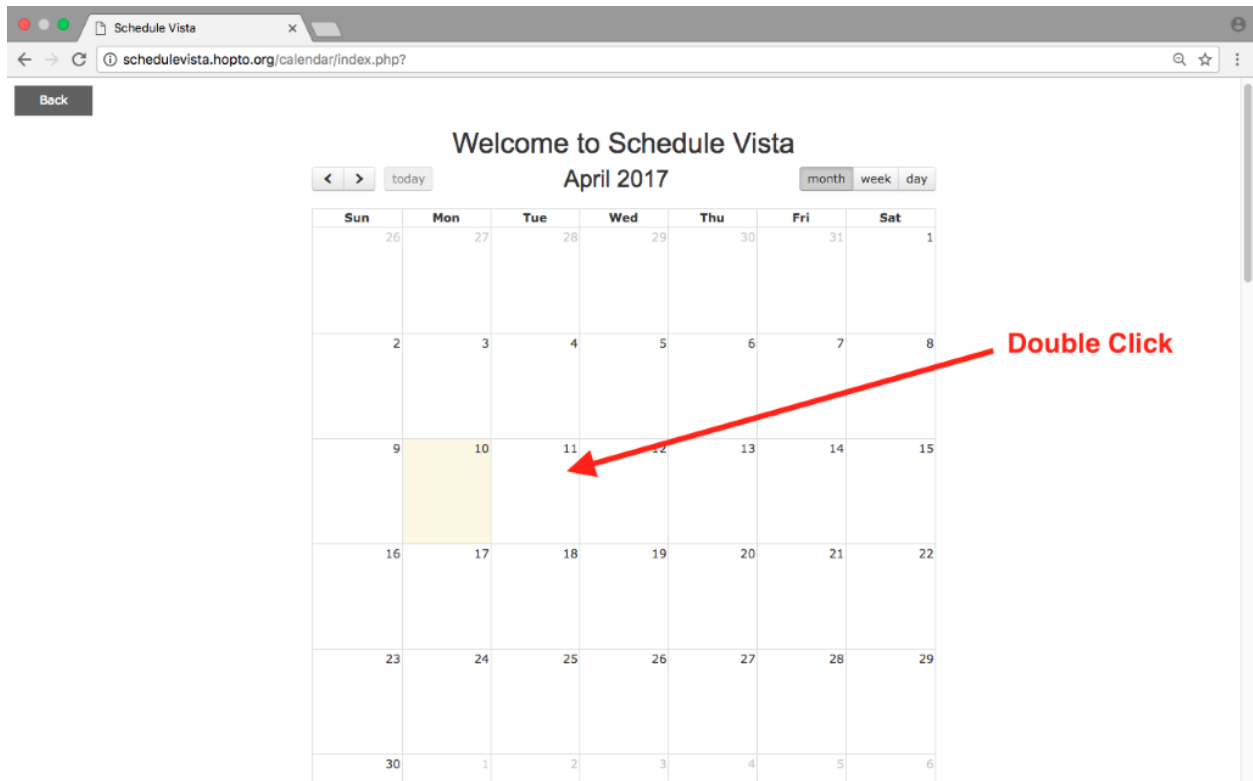 Schedule Vista
schedulevista.hopto.org/calendar/index.php?
Back
Welcome to Schedule Vista
today April 2017 month week day
Sun Mon Tue Wed Thu Fri Sat
26 27 28 29 30 31 1
2 3 4 5 6 7 8
Double Click
9 10 11 12 13 14 15
16 17 18 19 20 21 22
23 24 25 26 27 28 29
30 1 2 3 4 5 6